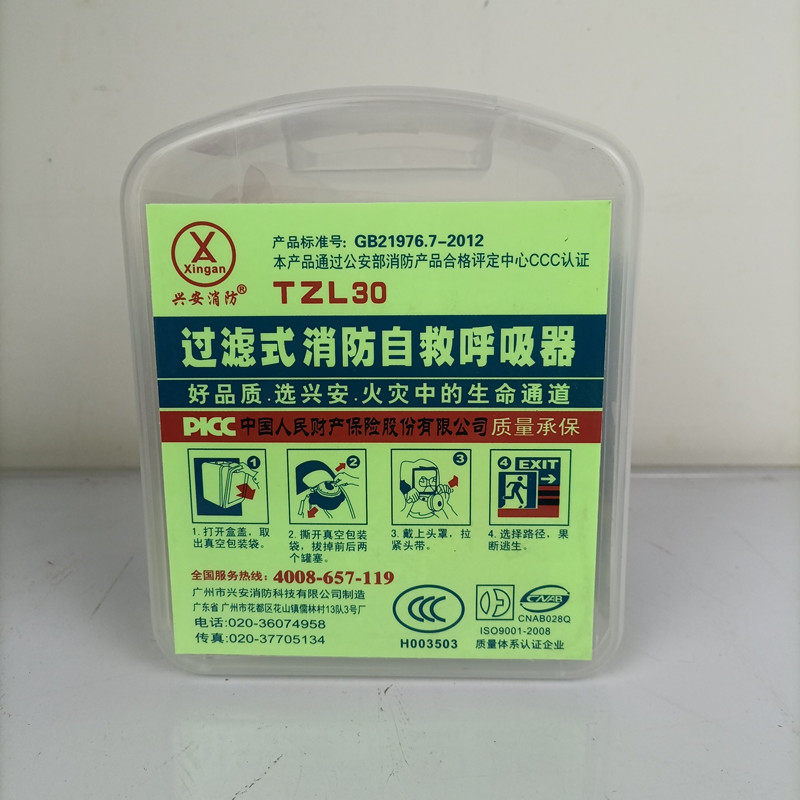 Xingan
兴安消防®
产品标准号：GB21976.7-2012
本产品通过公安部消防产品合格评定中心CCC认证
TZL30
过滤式消防自救呼吸器
好品质.选兴安.火灾中的生命通道
PICC 中国人民财产保险股份有限公司 质量承保
1
2
3
4 EXIT
1. 打开盒盖，取
出真空包装袋。
2. 撕开真空包装
袋，拔掉前后两
个罐塞。
3. 戴上头罩，拉
紧头带。
4. 选择路径，果
断逃生。
全国服务热线：4008-657-119
广州市兴安消防科技有限公司制造
广东省 广州市花都区花山镇儒林村13队3号厂
电话:020-36074958
传真:020-37705134
CCC
H003503
CNAB
CNAB028Q
ISO9001-2008
质量体系认证企业